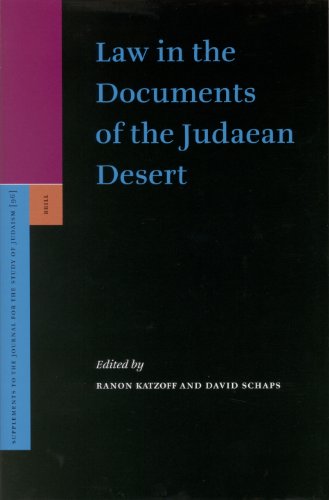 Law in the
Documents
of the Judaean
Desert
Edited by
RANON KATZOFF AND DAVID SCHAPS
BRILL
SUPPLEMENTS TO THE JOURNAL FOR THE STUDY OF JUDAISM [96]